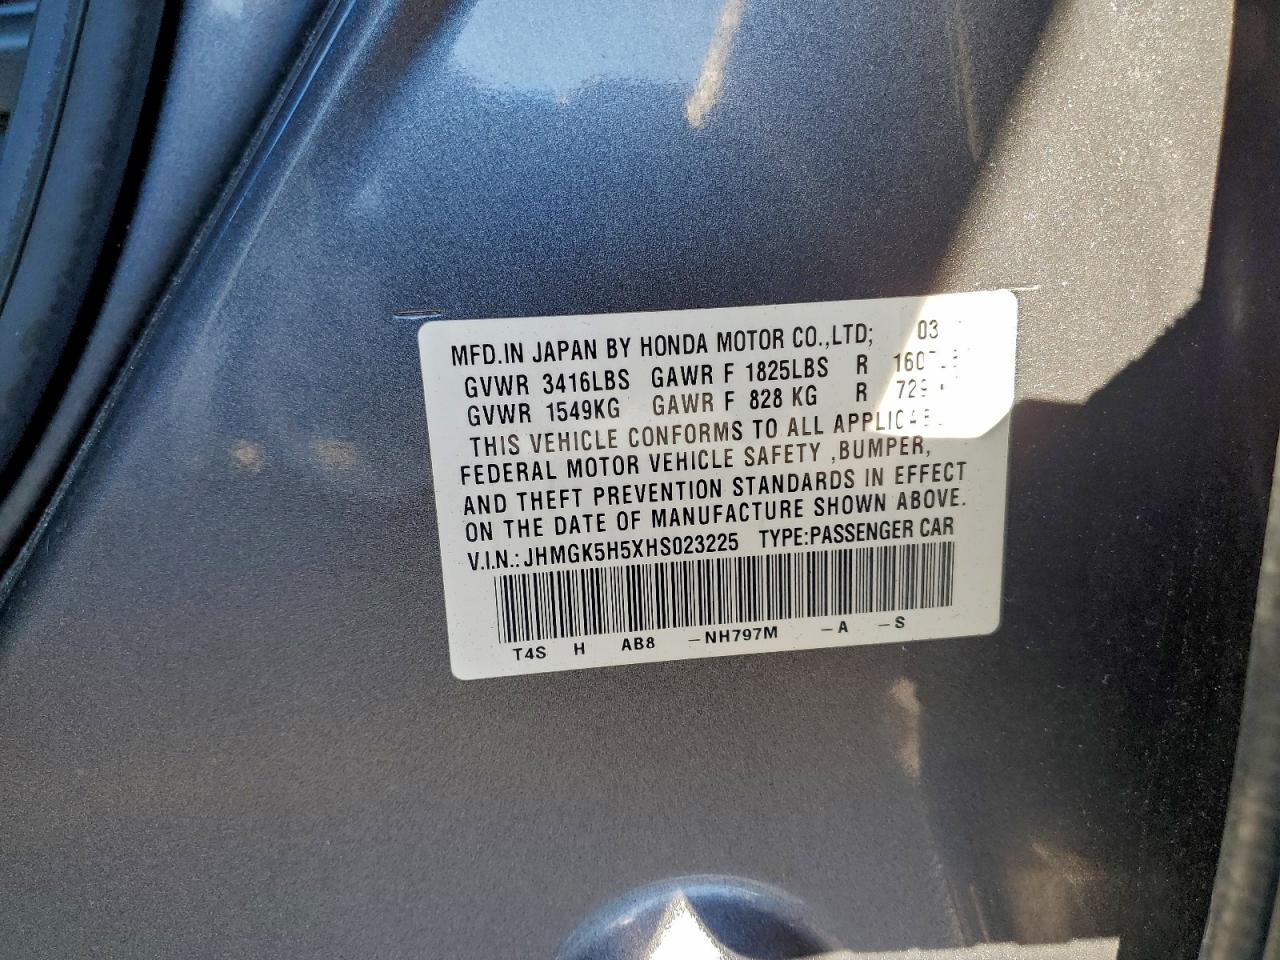 MFD.IN JAPAN BY HONDA MOTOR CO.,LTD; 03
GVWR 3416LBS GAWR F 1825LBS R
GVWR 1549KG GAWR F 828 KG R
THIS VEHICLE CONFORMS TO ALL
FEDERAL MOTOR VEHICLE SAFETY ,BUMPER,
AND THEFT PREVENTION STANDARDS IN EFFECT
ON THE DATE OF MANUFACTURE SHOWN ABOVE.
V.I.N.: JHMGK5H5XHS023225 TYPE:PASSENGER CAR
T4S H AB8 -NH797M -A -S